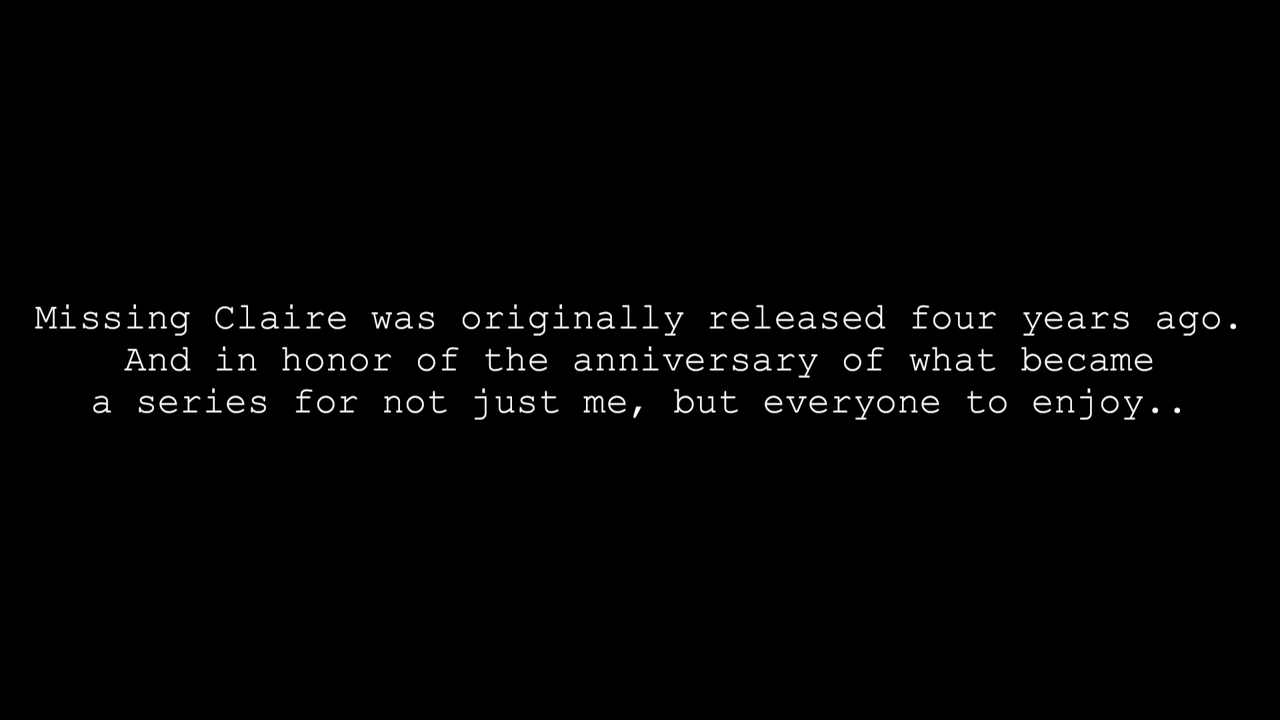 Missing Claire was originally released four years ago.
And in honor of the anniversary of what became
a series for not just me, but everyone to enjoy..